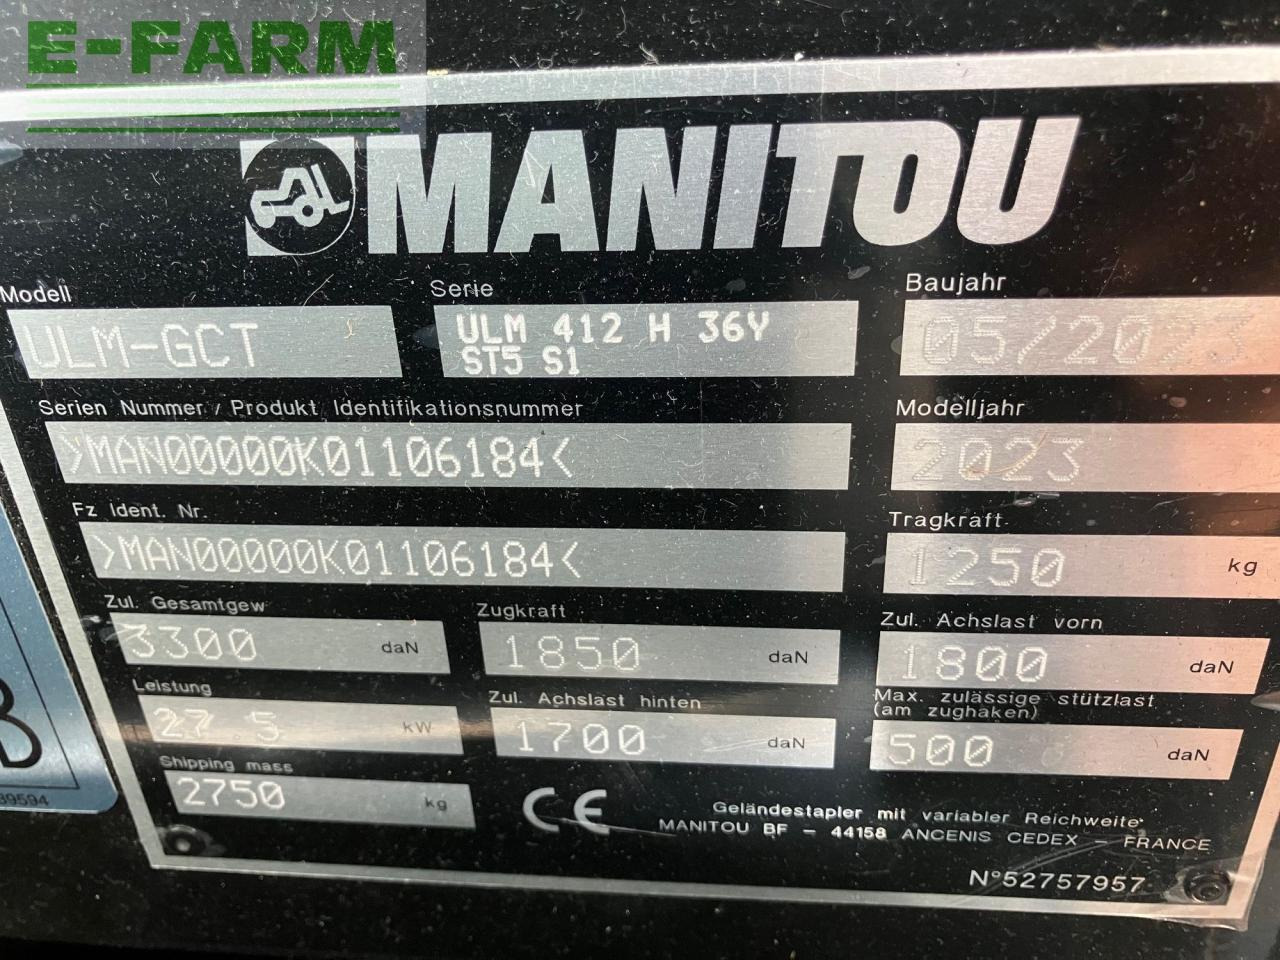 E-FARM
MANITOU
Modell
ULM-GCT
Serie
ULM 412 H 36Y
ST5 S1
Baujahr
05/2023
Serien Nummer / Produkt Identifikationsnummer
>MAN00000K01106184<
Modelljahr
2023
Fz Ident. Nr.
>MAN00000K01106184<
Tragkraft
1250 kg
Zul. Gesamtgew
3300 daN
Zugkraft
1850 daN
Zul. Achslast vorn
1800 daN
Leistung
27.5 kW
Zul. Achslast hinten
1700 daN
Max. zulässige stützlast
(am zughaken)
500 daN
Shipping mass
2750 kg
CE
Geländestapler mit variabler Reichweite
MANITOU BF - 44158 ANCENIS CEDEX - FRANCE
N°52757957